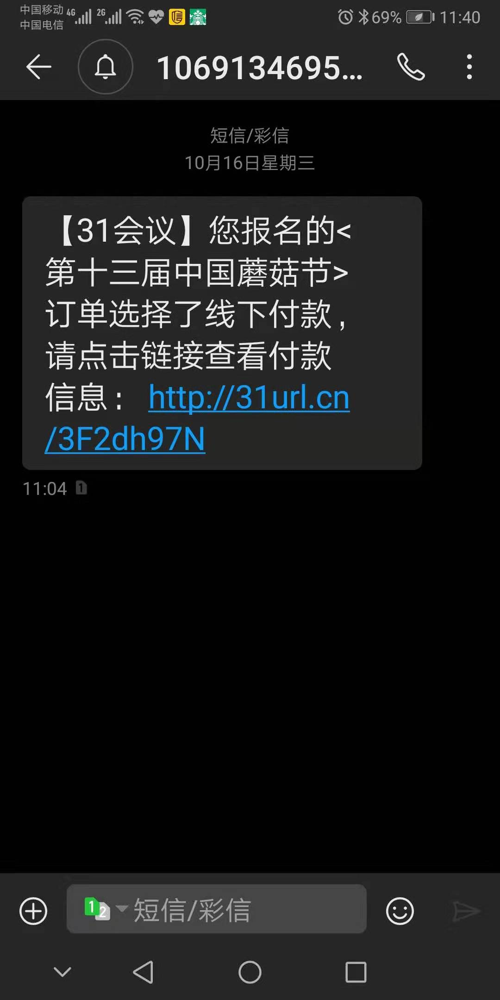 中国移动 4G 2G 69% 11:40
中国电信
1069134695...
短信/彩信
10月16日星期三
【31会议】您报名的<
第十三届中国蘑菇节>
订单选择了线下付款,
请点击链接查看付款
信息: http://31url.cn
/3F2dh97N
11:04 1
1 2 短信/彩信